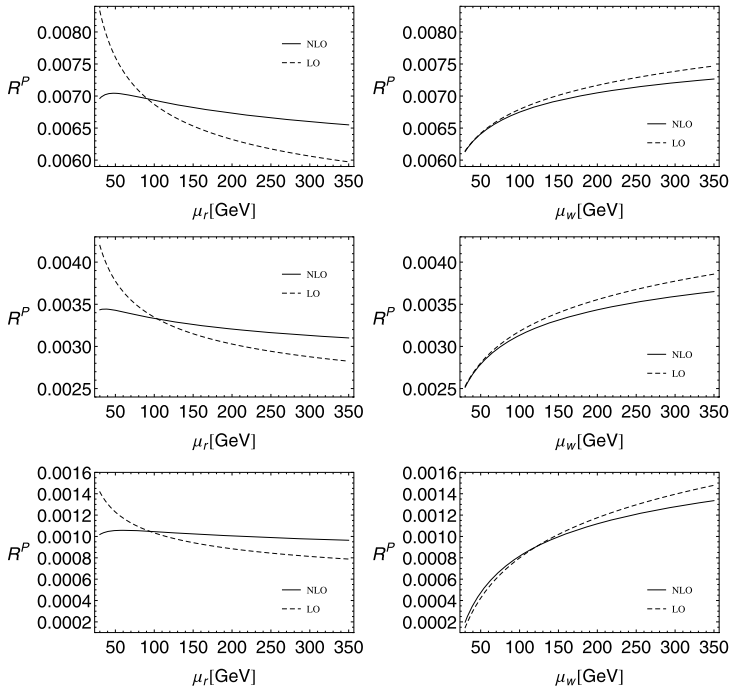 0.0080
0.0075
0.0070
0.0065
0.0060
R^P
NLO
LO
50 100 150 200 250 300 350
μ_r[GeV]
0.0080
0.0075
0.0070
0.0065
0.0060
R^P
NLO
LO
50 100 150 200 250 300 350
μ_w[GeV]
0.0040
0.0035
0.0030
0.0025
R^P
NLO
LO
50 100 150 200 250 300 350
μ_r[GeV]
0.0040
0.0035
0.0030
0.0025
R^P
NLO
LO
50 100 150 200 250 300 350
μ_w[GeV]
0.0016
0.0014
0.0012
0.0010
0.0008
0.0006
0.0004
0.0002
R^P
NLO
LO
50 100 150 200 250 300 350
μ_r[GeV]
0.0016
0.0014
0.0012
0.0010
0.0008
0.0006
0.0004
0.0002
R^P
NLO
LO
50 100 150 200 250 300 350
μ_w[GeV]